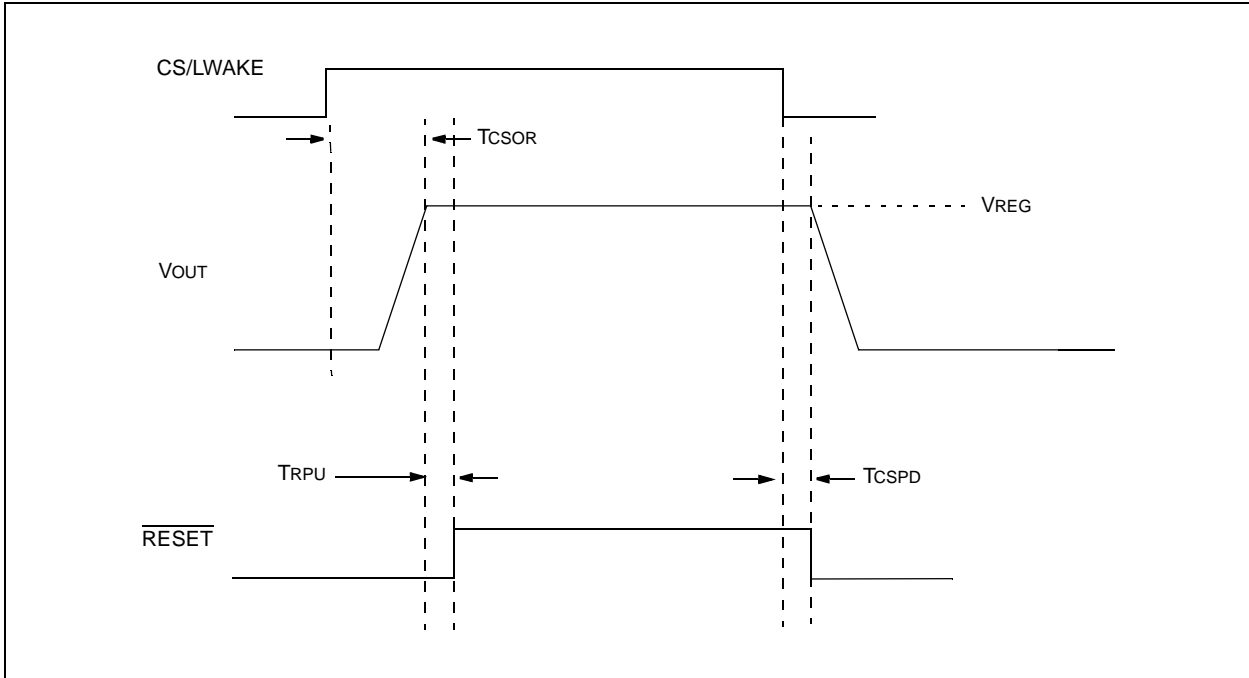 CS/LWAKE
TCSOR
VREG
VOUT
TRPU
TCSPD
RESET